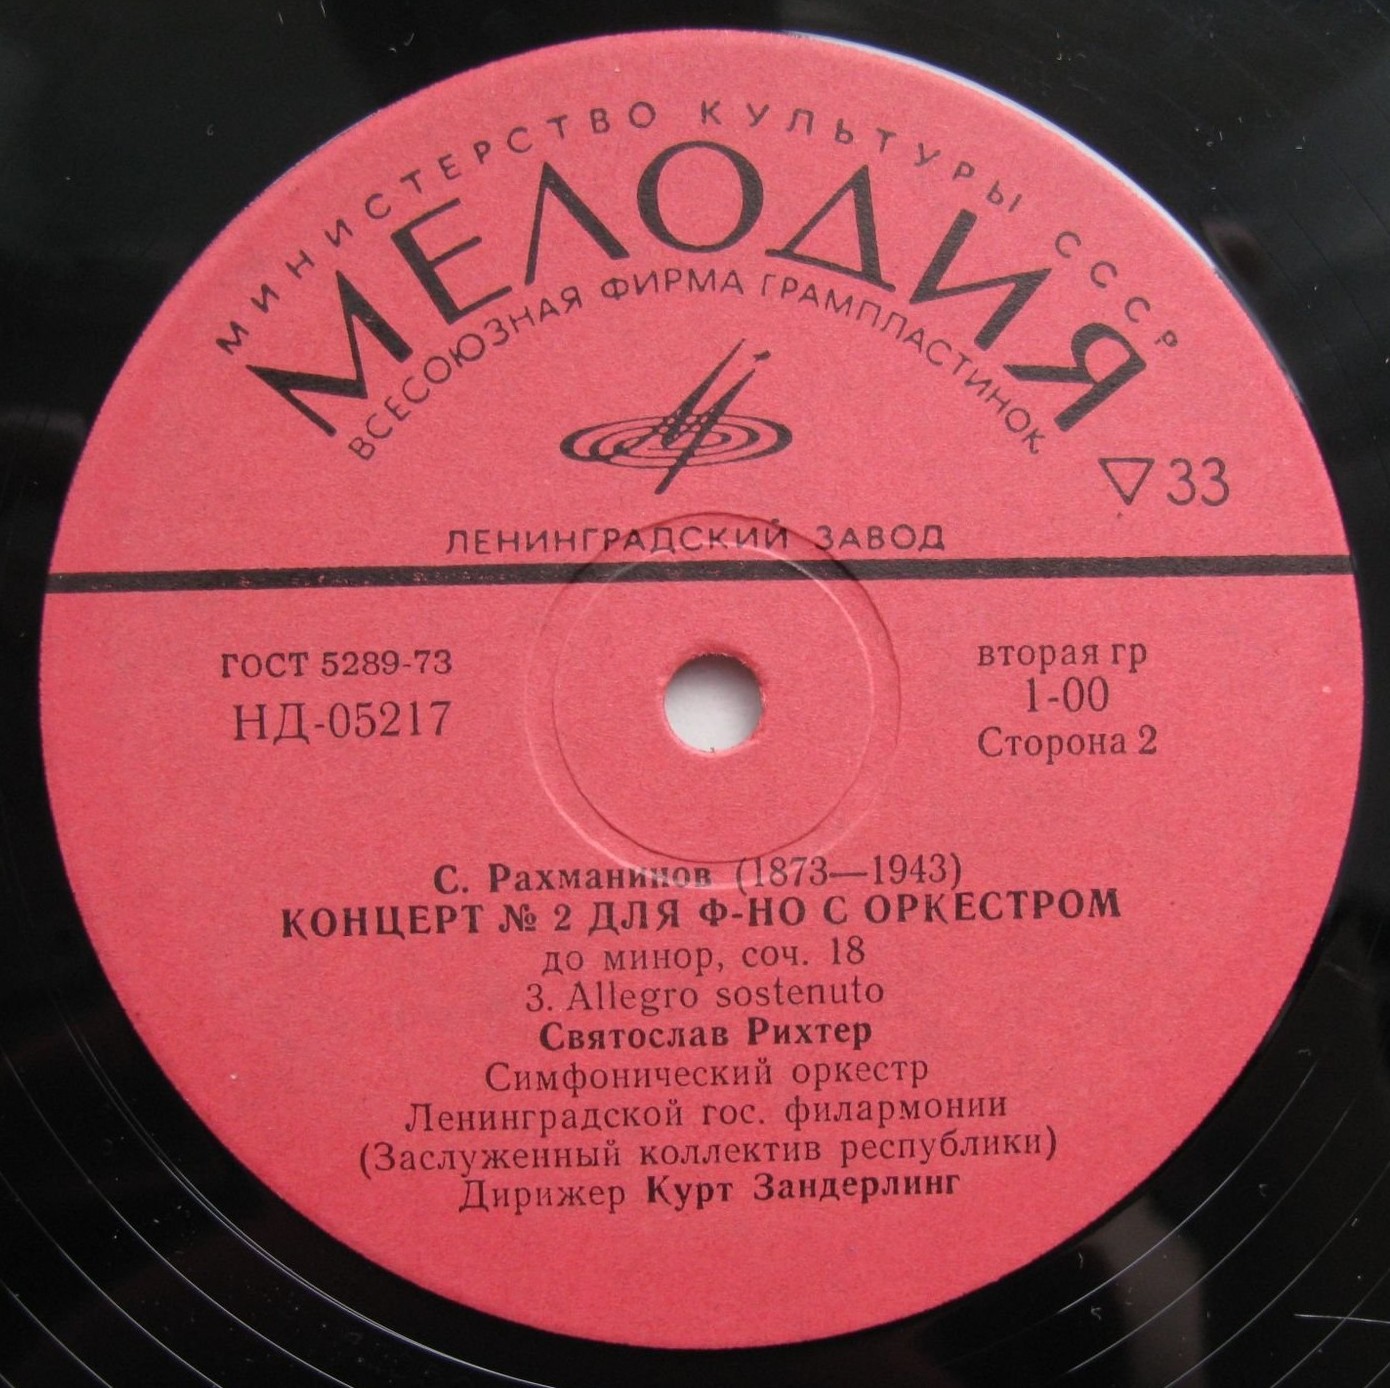 МИНИСТЕРСТВО КУЛЬТУРЫ СССР
МЕЛОДИЯ
ВСЕСОЮЗНАЯ ФИРМА ГРАМПЛАСТИНОК
33
ЛЕНИНГРАДСКИЙ ЗАВОД
ГОСТ 5289-73
НД-05217
вторая гр
1-00
Сторона 2
С. Рахманинов (1873—1943)
КОНЦЕРТ № 2 ДЛЯ Ф-НО С ОРКЕСТРОМ
до минор, соч. 18
3. Allegro sostenuto
Святослав Рихтер
Симфонический оркестр
Ленинградской гос. филармонии
(Заслуженный коллектив республики)
Дирижер Курт Зандерлинг